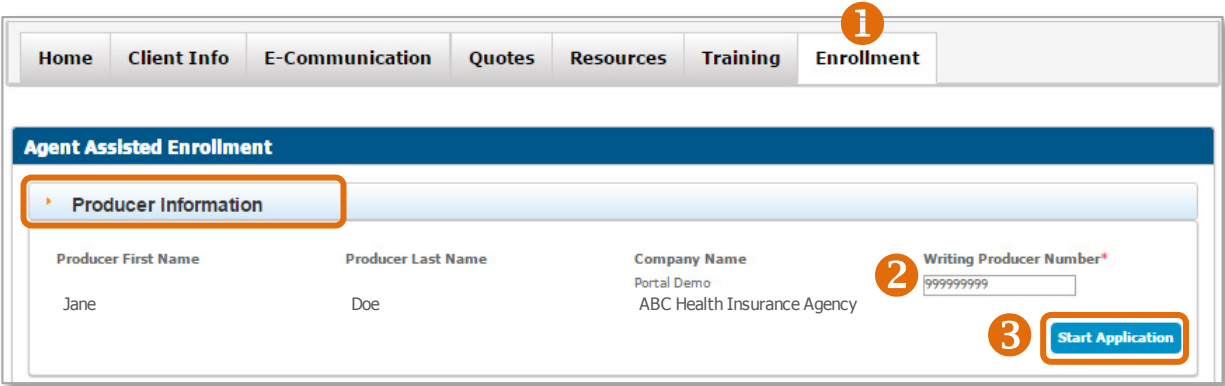 1
Home Client Info E-Communication Quotes Resources Training Enrollment
Agent Assisted Enrollment
Producer Information
Producer First Name Producer Last Name Company Name Writing Producer Number*
Portal Demo 2 999999999
Jane Doe ABC Health Insurance Agency
3 Start Application